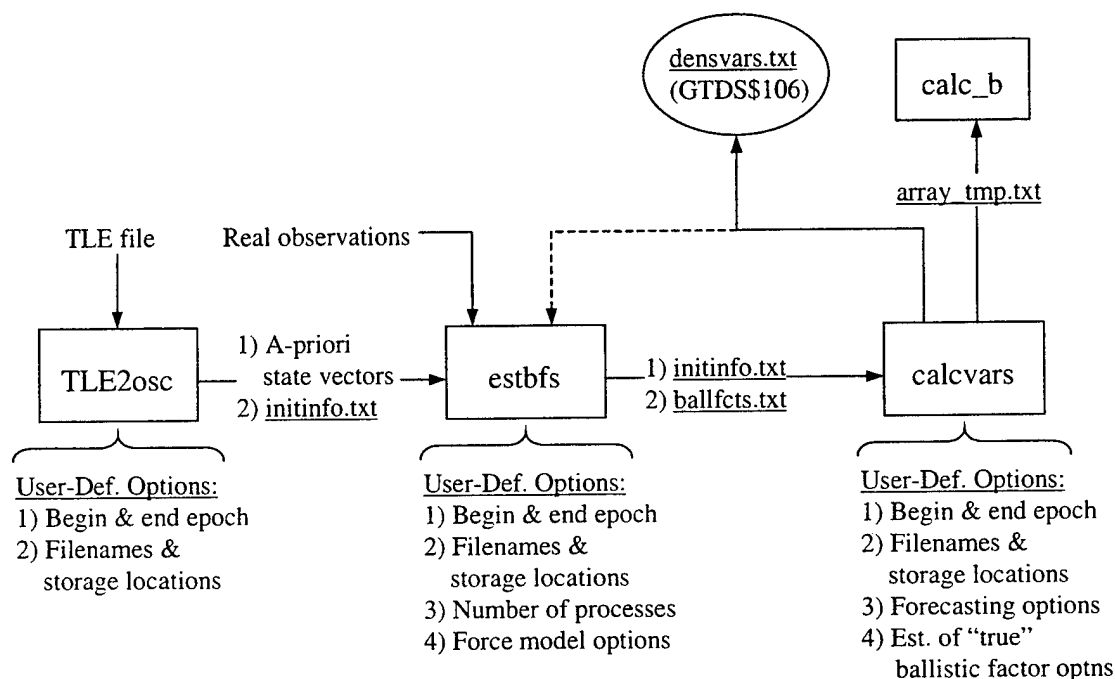 densvars.txt
(GTDS$106)
calc_b
array_tmp.txt
TLE file
Real observations
TLE2osc
1) A-priori
state vectors
2) initinfo.txt
estbfs
1) initinfo.txt
2) ballfcts.txt
calcvars
User-Def. Options:
1) Begin & end epoch
2) Filenames &
storage locations
User-Def. Options:
1) Begin & end epoch
2) Filenames &
storage locations
3) Number of processes
4) Force model options
User-Def. Options:
1) Begin & end epoch
2) Filenames &
storage locations
3) Forecasting options
4) Est. of “true”
ballistic factor optns